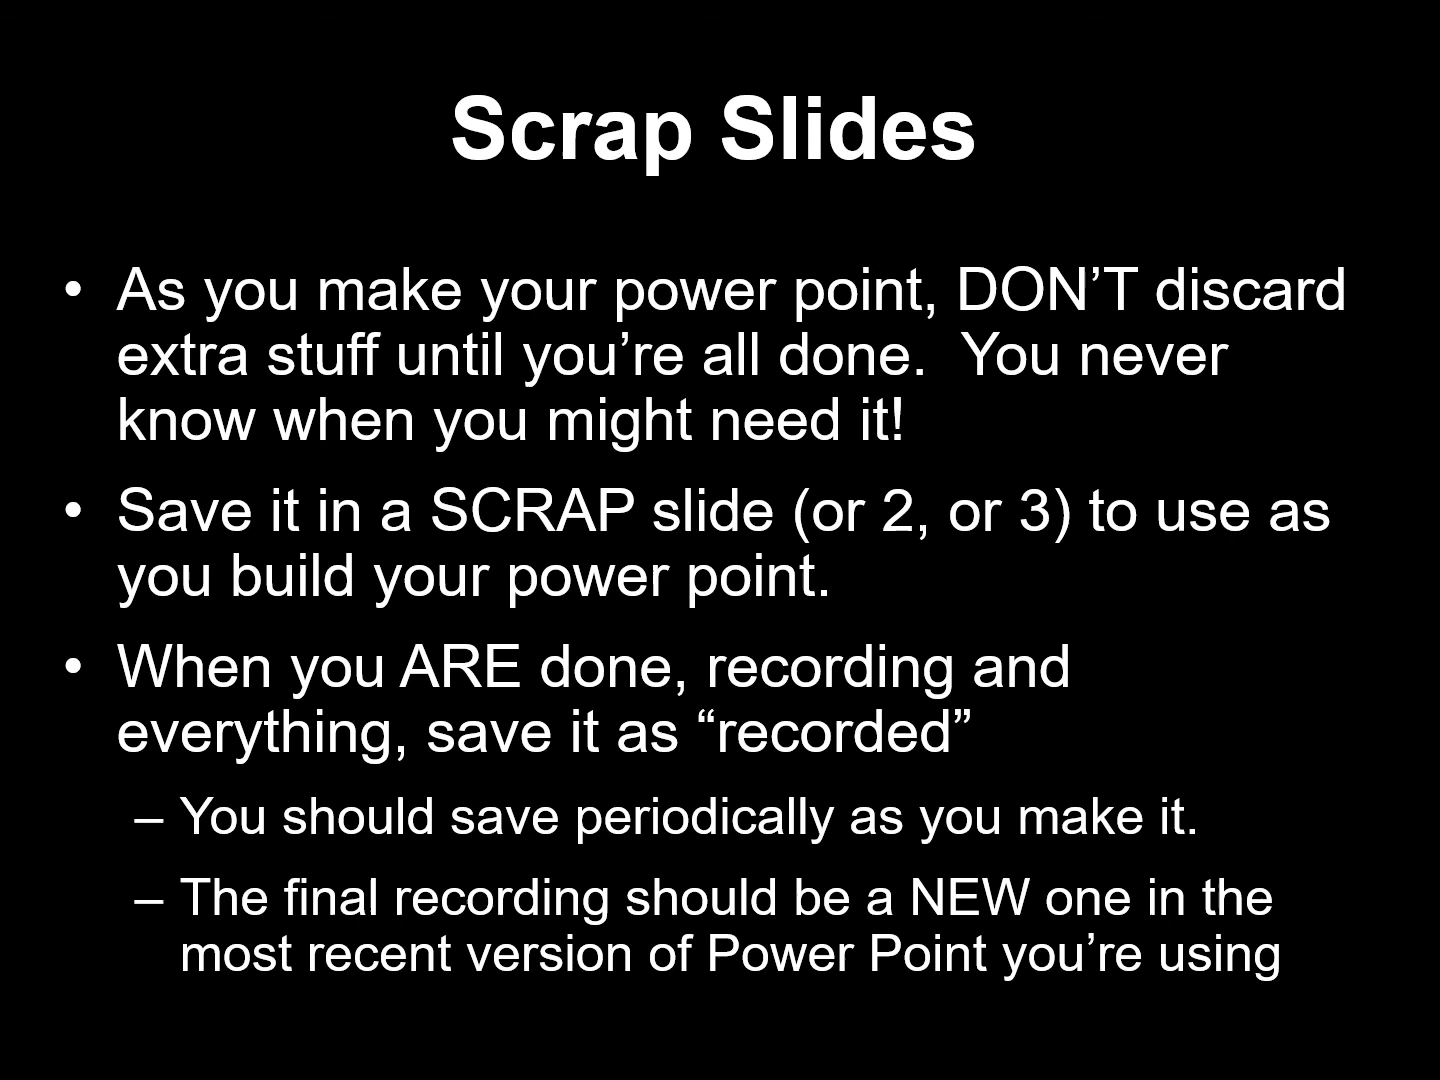 Scrap Slides
• As you make your power point, DON’T discard
extra stuff until you’re all done.  You never
know when you might need it!
• Save it in a SCRAP slide (or 2, or 3) to use as
you build your power point.
• When you ARE done, recording and
everything, save it as “recorded”
– You should save periodically as you make it.
– The final recording should be a NEW one in the
most recent version of Power Point you’re using